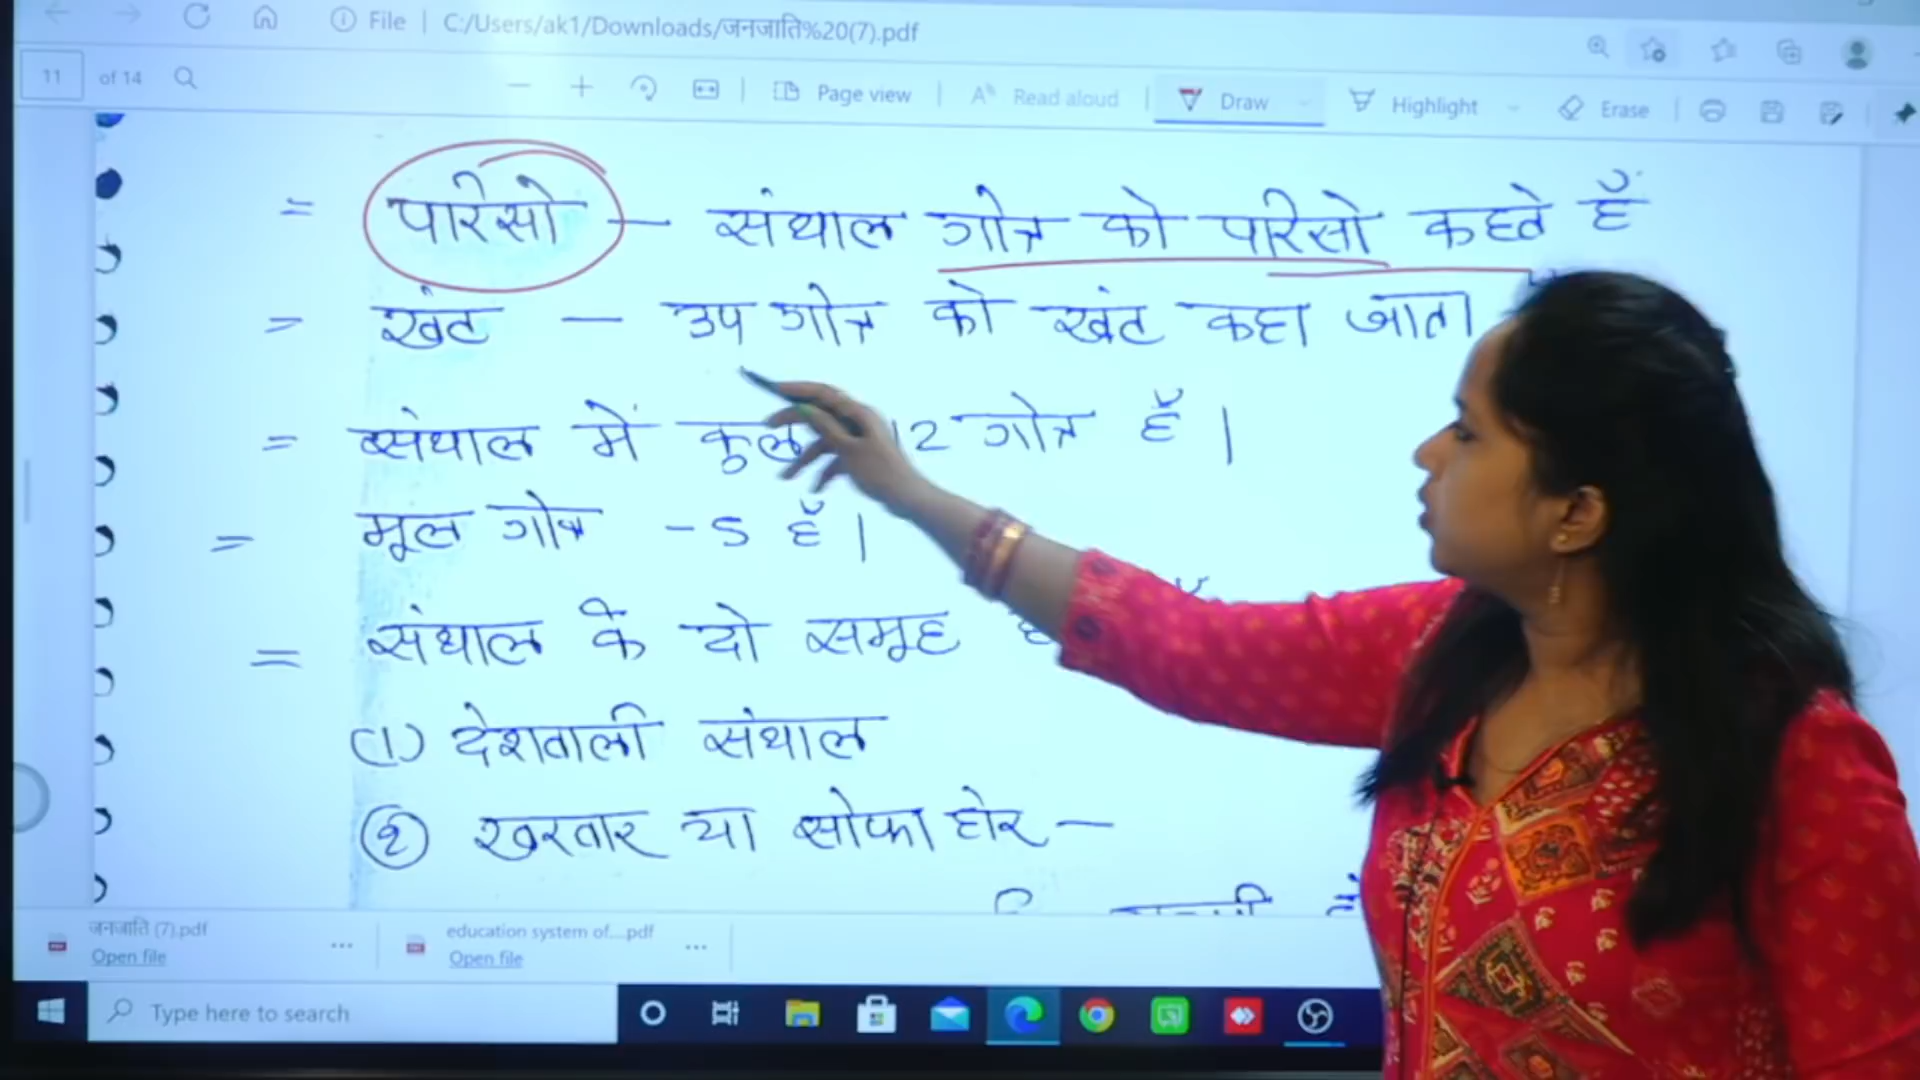 File | C:/Users/ak1/Downloads/जनजाति%20(7).pdf
11 of 14 Page view Read aloud Draw Highlight Erase
= पारिसो — संथाल गोत्र को परिसो कहते हैं
= खंट — उप गोत्र को खंट कहा जाता
= संथाल में कुल 12 गोत्र हैं |
= मूल गोत्र - 5 हैं |
= संथाल के दो समूह
(1) देशवाली संथाल
(2) खरवार या सोफा होर —
जनजाति (7).pdf
Open file
education system of....pdf
Open file
Type here to search